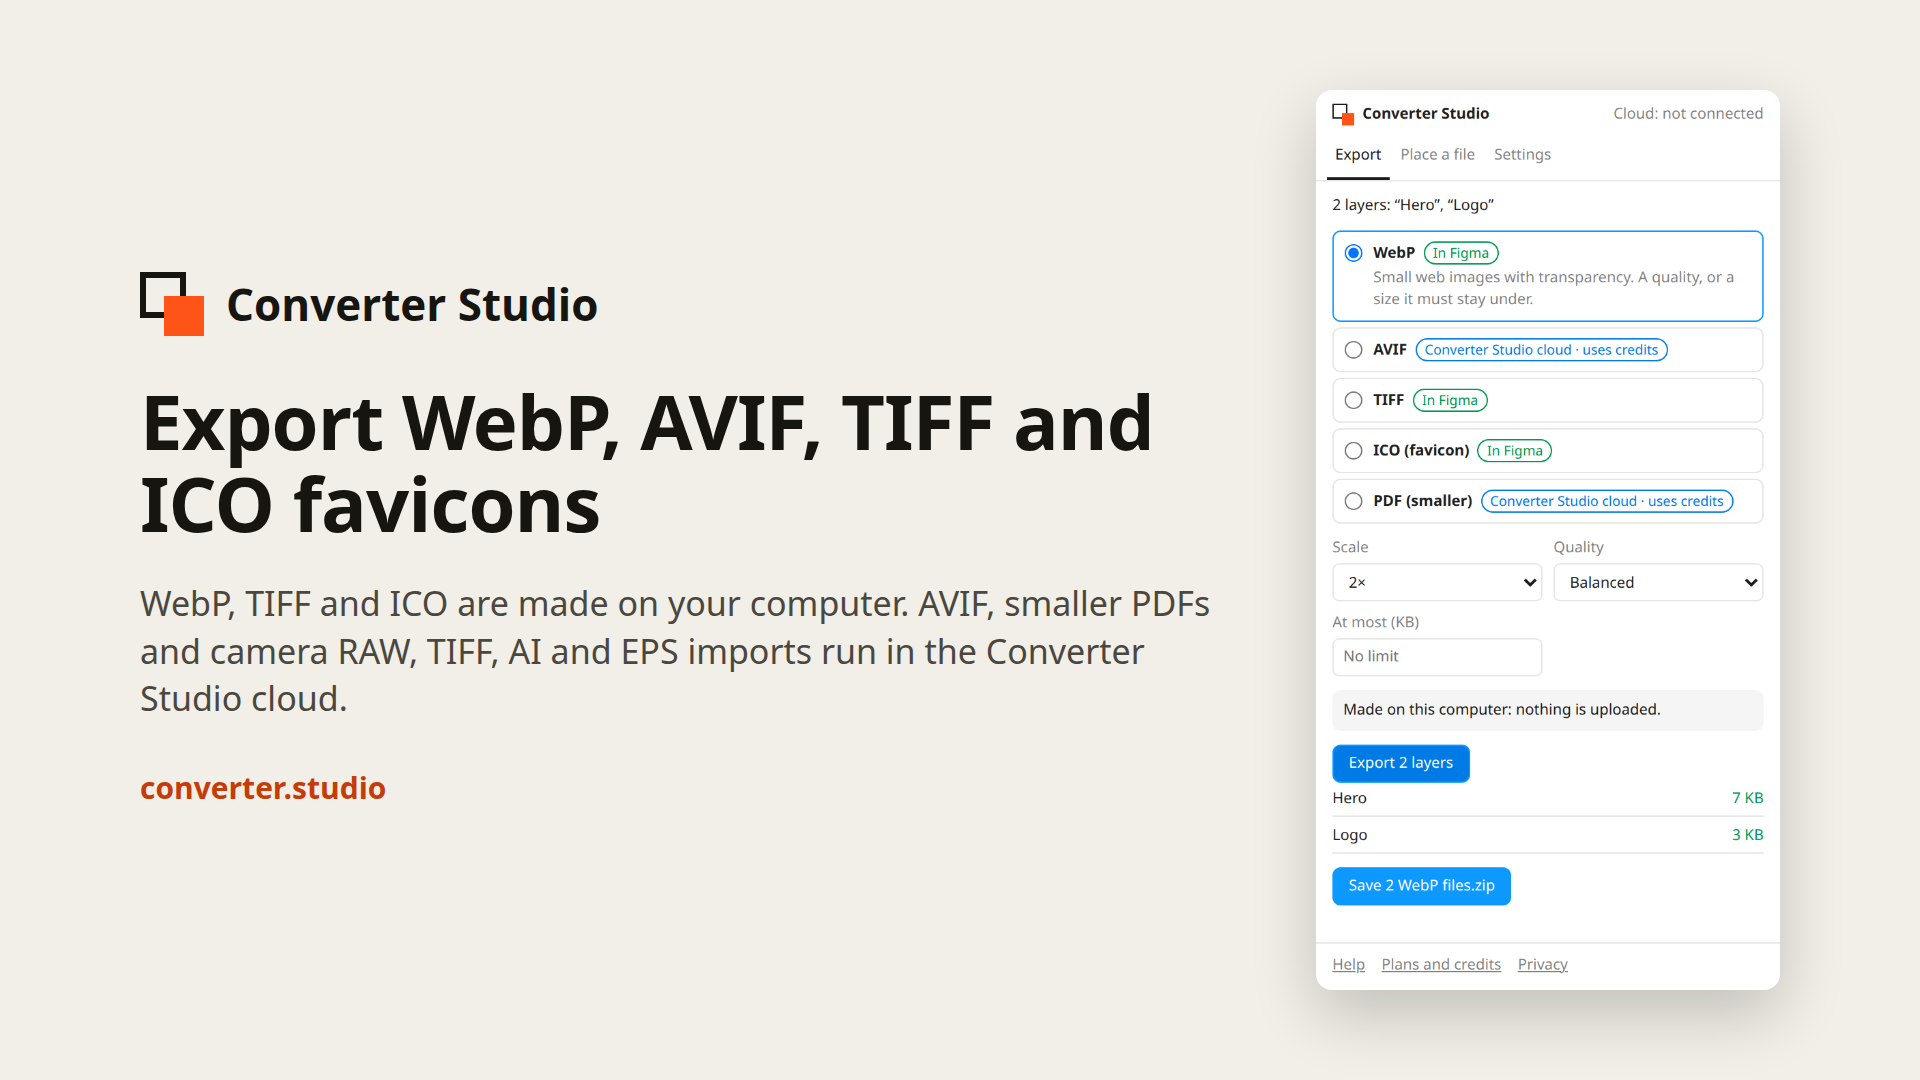 Converter Studio
Export WebP, AVIF, TIFF and
ICO favicons
WebP, TIFF and ICO are made on your computer. AVIF, smaller PDFs
and camera RAW, TIFF, AI and EPS imports run in the Converter
Studio cloud.
converter.studio
Converter Studio
Cloud: not connected
Export
Place a file
Settings
2 layers: “Hero”, “Logo”
WebP
In Figma
Small web images with transparency. A quality, or a
size it must stay under.
AVIF
Converter Studio cloud · uses credits
TIFF
In Figma
ICO (favicon)
In Figma
PDF (smaller)
Converter Studio cloud · uses credits
Scale
Quality
2×
Balanced
At most (KB)
No limit
Made on this computer: nothing is uploaded.
Export 2 layers
Hero
7 KB
Logo
3 KB
Save 2 WebP files.zip
Help
Plans and credits
Privacy